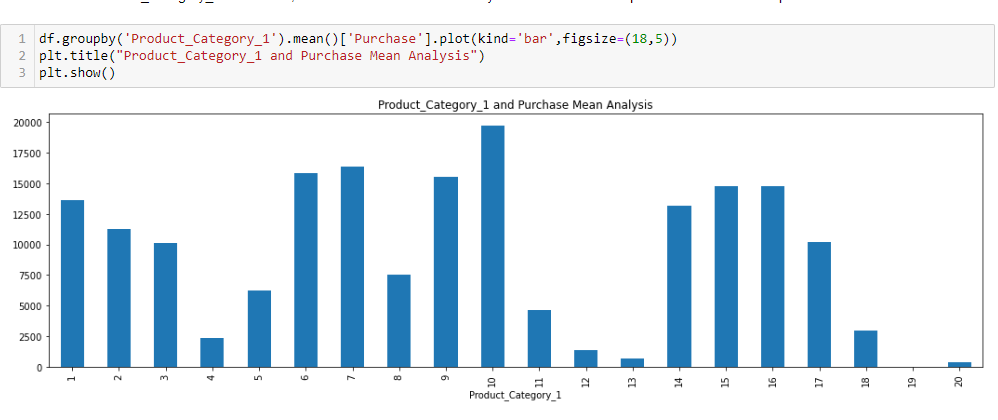 1 df.groupby('Product_Category_1').mean()['Purchase'].plot(kind='bar',figsize=(18,5))
2 plt.title("Product_Category_1 and Purchase Mean Analysis")
3 plt.show()
Product_Category_1 and Purchase Mean Analysis
20000
17500
15000
12500
10000
7500
5000
2500
0
1 2 3 4 5 6 7 8 9 10 11 12 13 14 15 16 17 18 19 20
Product_Category_1